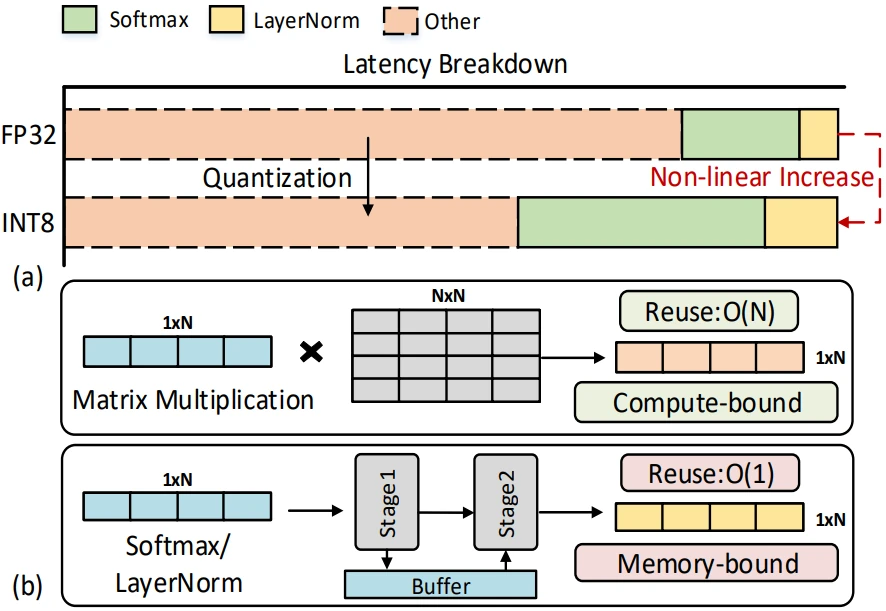 Softmax LayerNorm Other
Latency Breakdown
FP32
Quantization
Non-linear Increase
INT8
(a)
1xN
NxN
Reuse:O(N)
1xN
Matrix Multiplication
Compute-bound
1xN
Stage1
Stage2
Reuse:O(1)
1xN
Softmax/
LayerNorm
Buffer
Memory-bound
(b)